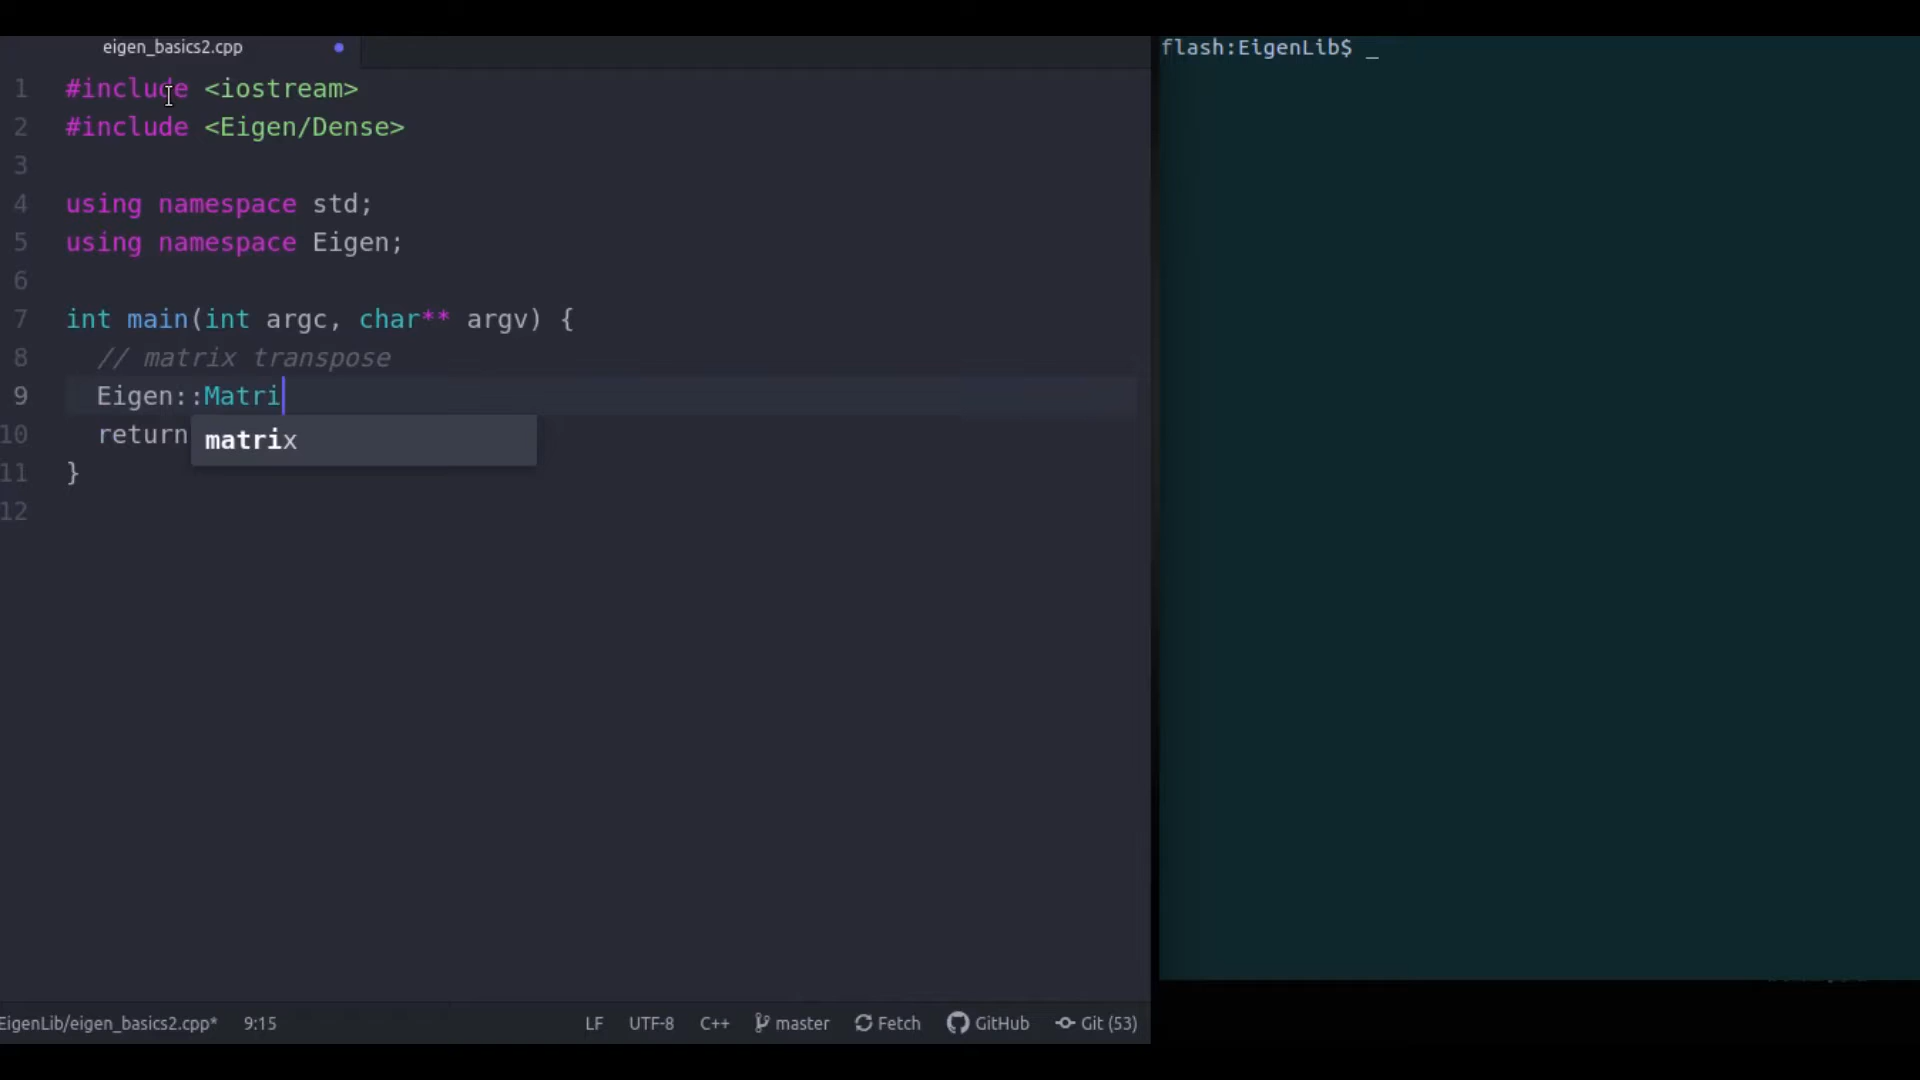 eigen_basics2.cpp
1 #include <iostream>
2 #include <Eigen/Dense>
3
4 using namespace std;
5 using namespace Eigen;
6
7 int main(int argc, char** argv) {
8 // matrix transpose
9 Eigen::Matri
10 return
matrix
11 }
12
EigenLib/eigen_basics2.cpp* 9:15 LF UTF-8 C++ master Fetch GitHub Git (53)
flash:EigenLib$ _